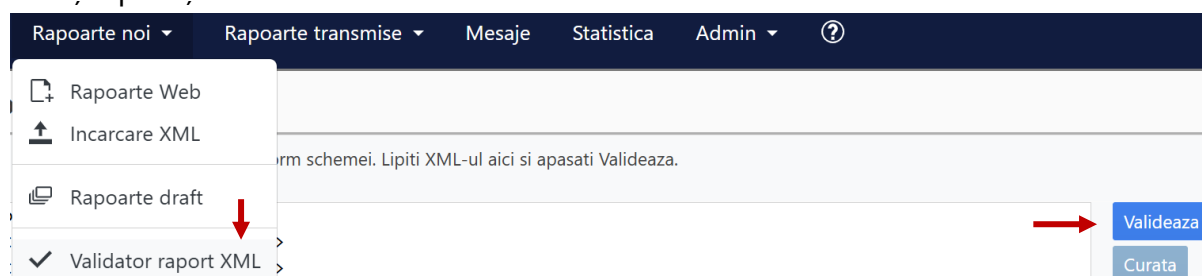 Rapoarte noi Rapoarte transmise Mesaje Statistica Admin ?
Rapoarte Web
Incarcare XML
rm schemei. Lipiti XML-ul aici si apasati Valideaza.
Rapoarte draft
Valideaza
>
Validator raport XML >
Curata